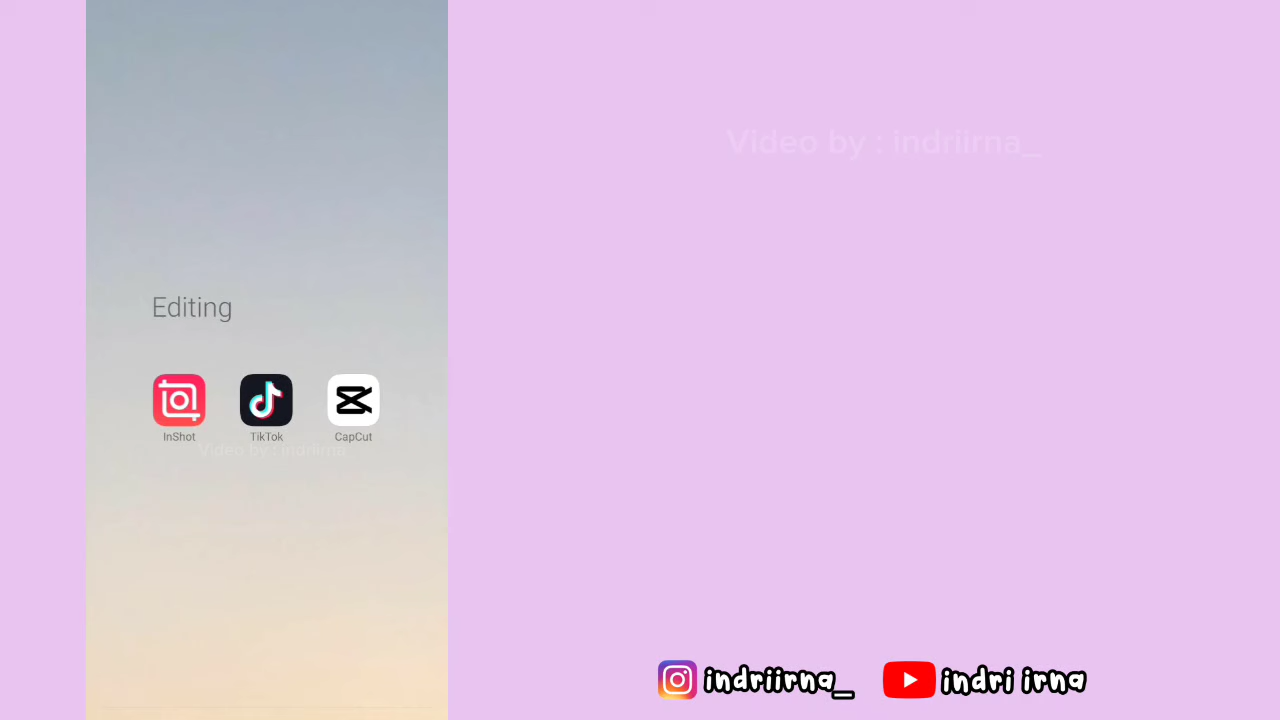 Video by : indriirna_
Editing
InShot TikTok CapCut
Video by : indriirna_
indriirna_ indri irna